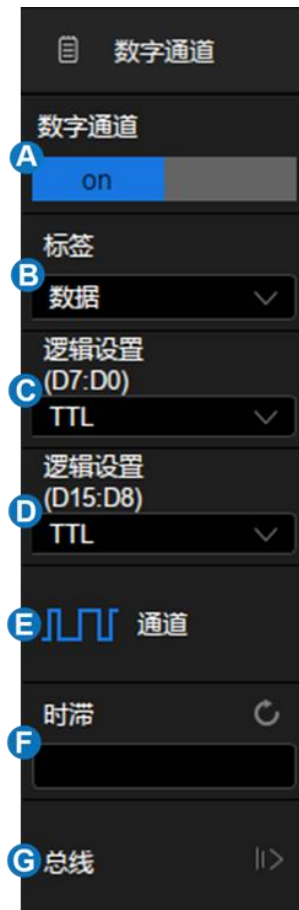 数字通道
数字通道
A
on
标签
B
数据
逻辑设置
C
(D7:D0)
TTL
逻辑设置
D
(D15:D8)
TTL
E 通道
时滞
F
G 总线